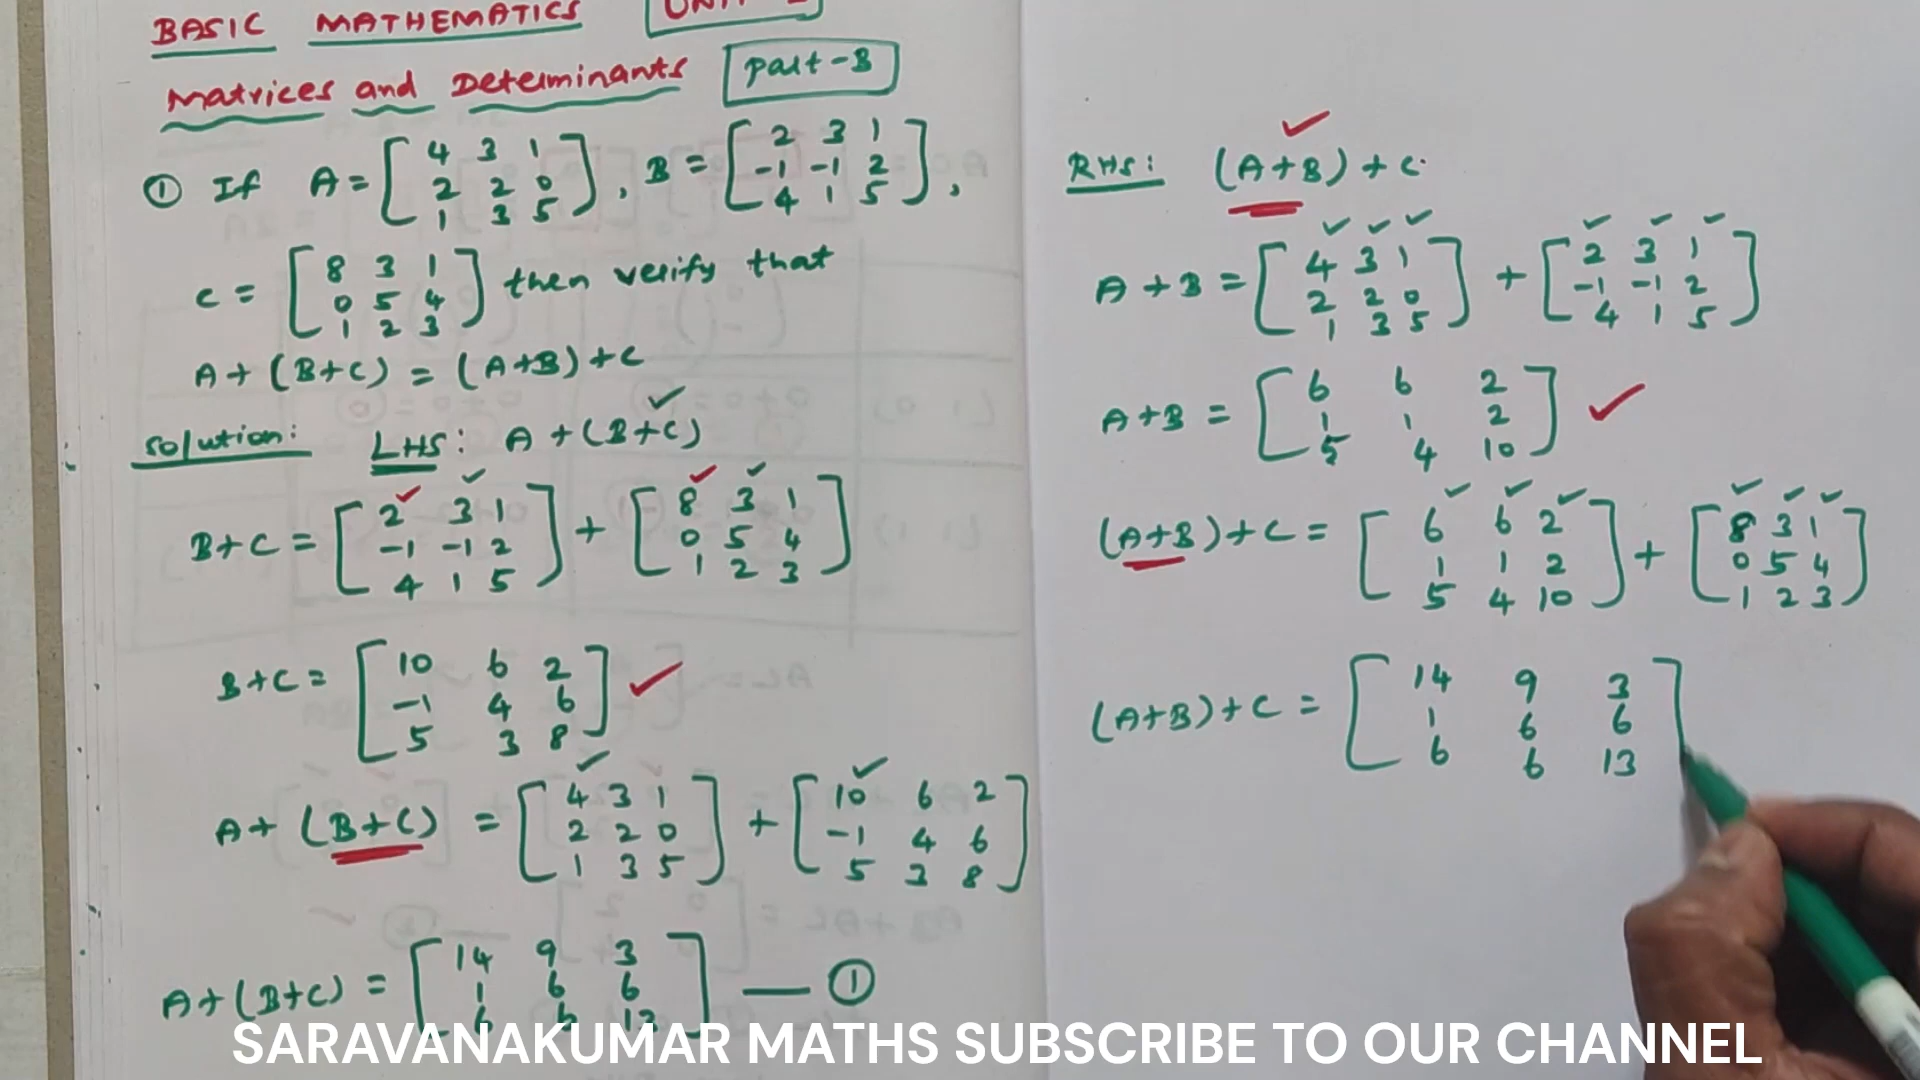 BASIC MATHEMATICS
Matrices and Determinants Part-B
① If A = [4 3 1 , B = [2 3 1 ,
2 2 0 -1 -1 2
1 3 5] 4 1 5]
C = [8 3 1 then verify that
0 5 4
1 2 3]
A+(B+C) = (A+B)+C
Solution: LHS: A+(B+C)
B+C = [2 3 1 + [8 3 1
-1 -1 2 0 5 4
4 1 5] 1 2 3]
B+C = [10 6 2
-1 4 6
5 3 8]
A+(B+C) = [4 3 1 + [10 6 2
2 2 0 -1 4 6
1 3 5] 5 3 8]
A+(B+C) = [14 9 3 — ①
1 6 6
6 6 13]
RHS: (A+B)+C.
A+B = [4 3 1 + [2 3 1
2 2 0 -1 -1 2
1 3 5] 4 1 5]
A+B = [6 6 2
1 1 2
5 4 10]
(A+B)+C = [6 6 2 + [8 3 1
1 1 2 0 5 4
5 4 10] 1 2 3]
(A+B)+C = [14 9 3
1 6 6
6 6 13]
SARAVANAKUMAR MATHS SUBSCRIBE TO OUR CHANNEL